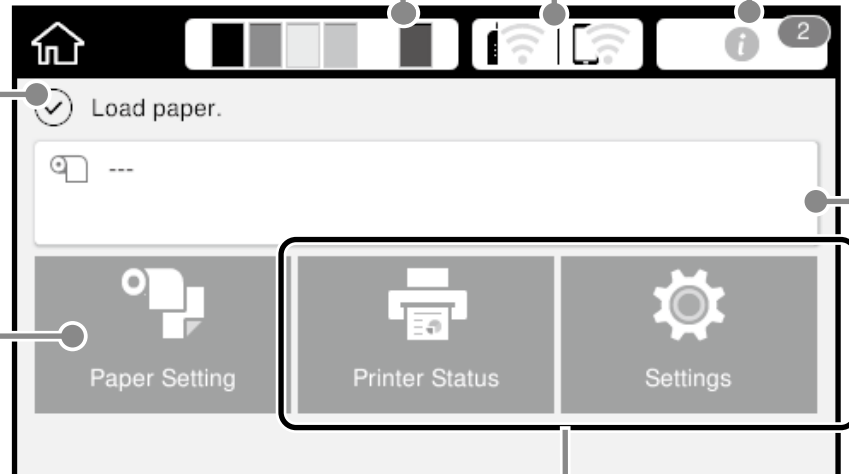 2
i
Load paper.
---
Paper Setting
Printer Status
Settings